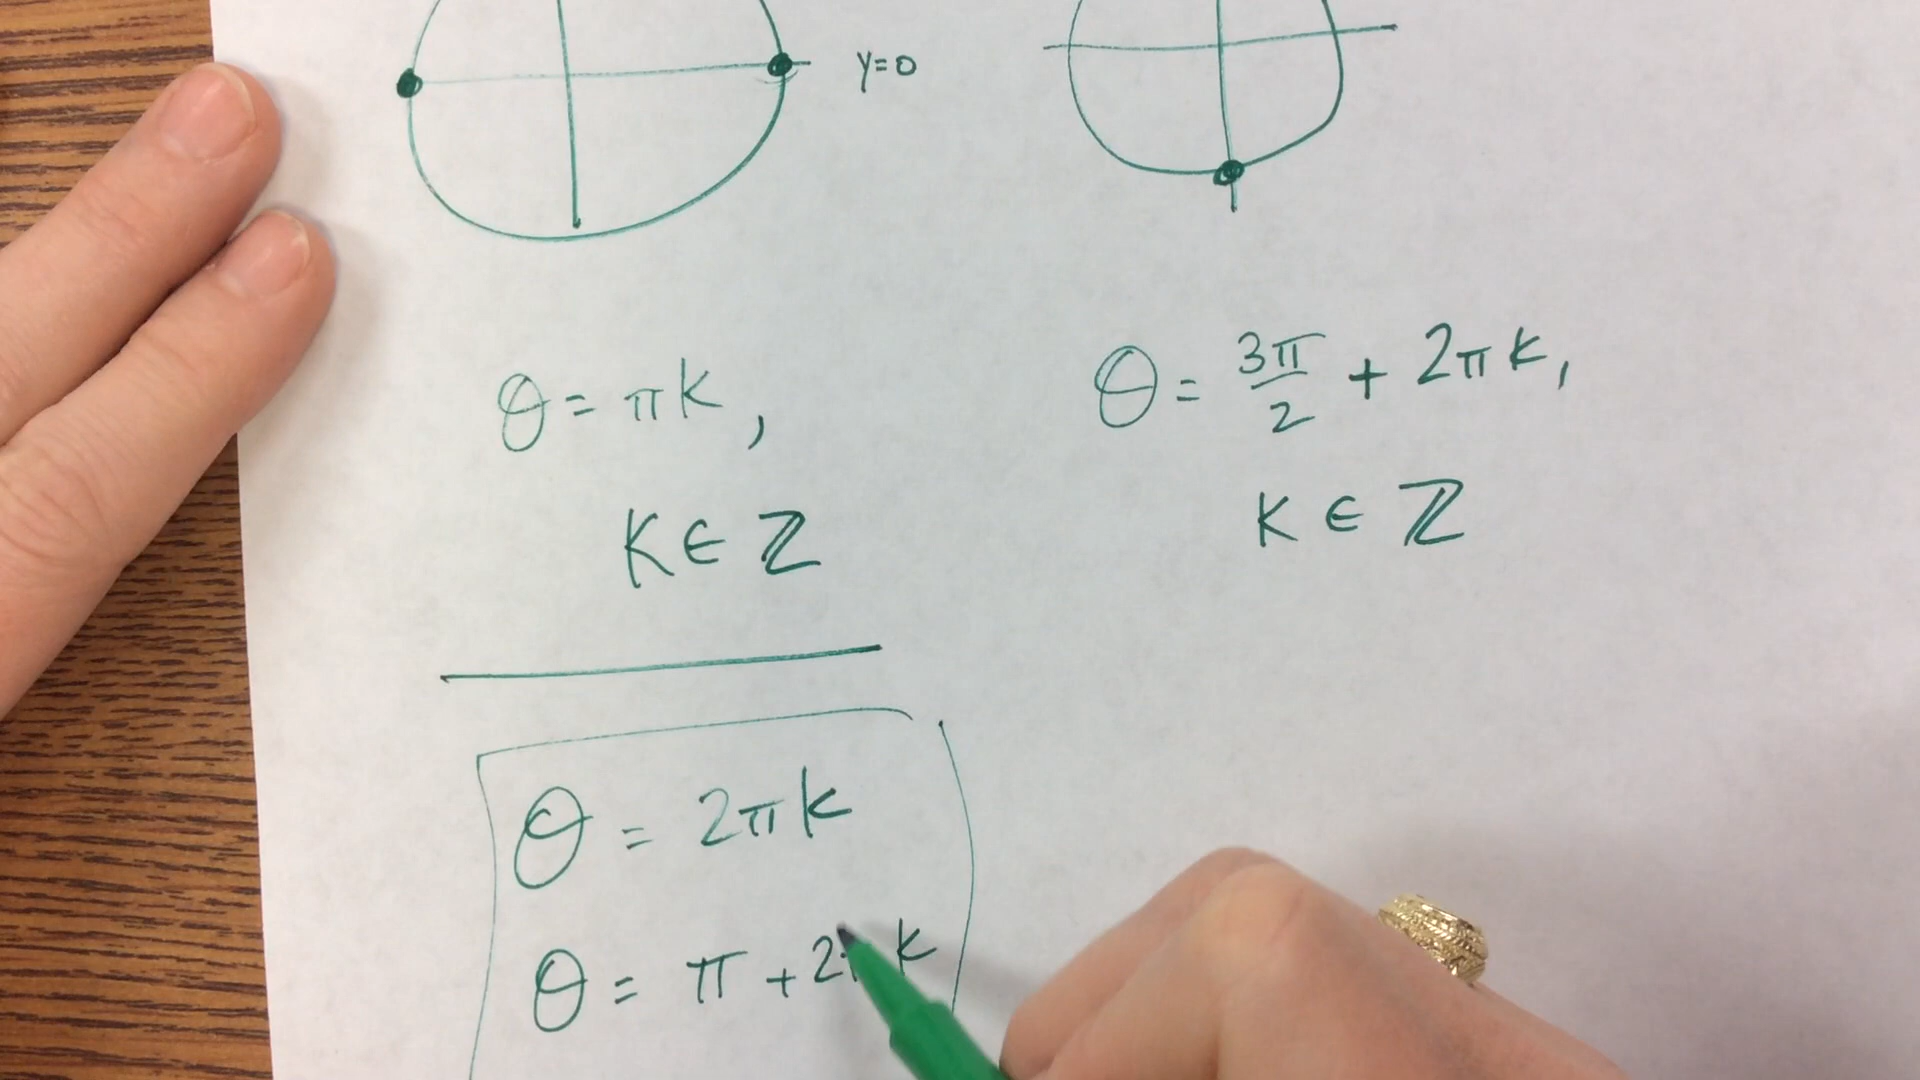 y=0
θ = πk,
k ∈ ℤ
θ = 3π/2 + 2πk,
k ∈ ℤ
θ = 2πk
θ = π + 2 k